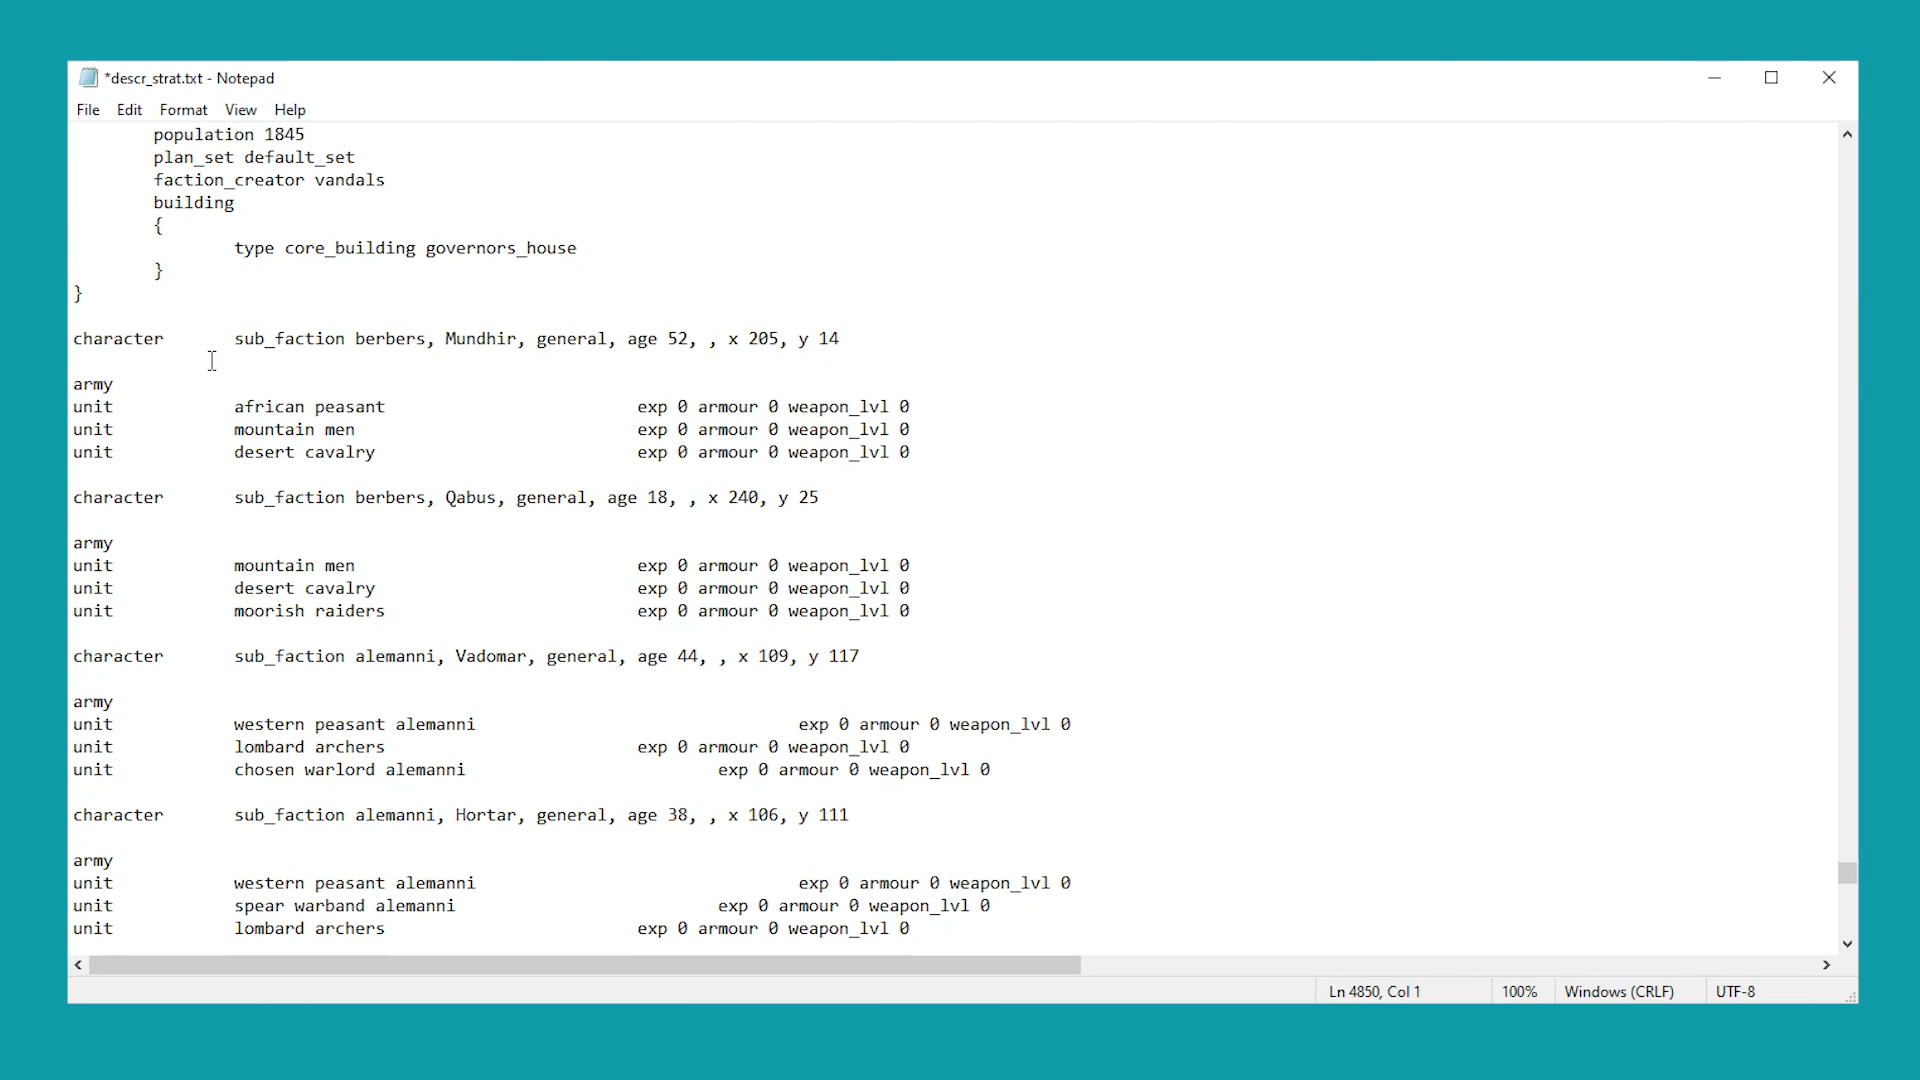 *descr_strat.txt - Notepad
File Edit Format View Help
population 1845
plan_set default_set
faction_creator vandals
building
{
type core_building governors_house
}
}
character sub_faction berbers, Mundhir, general, age 52, , x 205, y 14
army
unit african peasant exp 0 armour 0 weapon_lvl 0
unit mountain men exp 0 armour 0 weapon_lvl 0
unit desert cavalry exp 0 armour 0 weapon_lvl 0
character sub_faction berbers, Qabus, general, age 18, , x 240, y 25
army
unit mountain men exp 0 armour 0 weapon_lvl 0
unit desert cavalry exp 0 armour 0 weapon_lvl 0
unit moorish raiders exp 0 armour 0 weapon_lvl 0
character sub_faction alemanni, Vadomar, general, age 44, , x 109, y 117
army
unit western peasant alemanni exp 0 armour 0 weapon_lvl 0
unit lombard archers exp 0 armour 0 weapon_lvl 0
unit chosen warlord alemanni exp 0 armour 0 weapon_lvl 0
character sub_faction alemanni, Hortar, general, age 38, , x 106, y 111
army
unit western peasant alemanni exp 0 armour 0 weapon_lvl 0
unit spear warband alemanni exp 0 armour 0 weapon_lvl 0
unit lombard archers exp 0 armour 0 weapon_lvl 0
Ln 4850, Col 1 100% Windows (CRLF) UTF-8